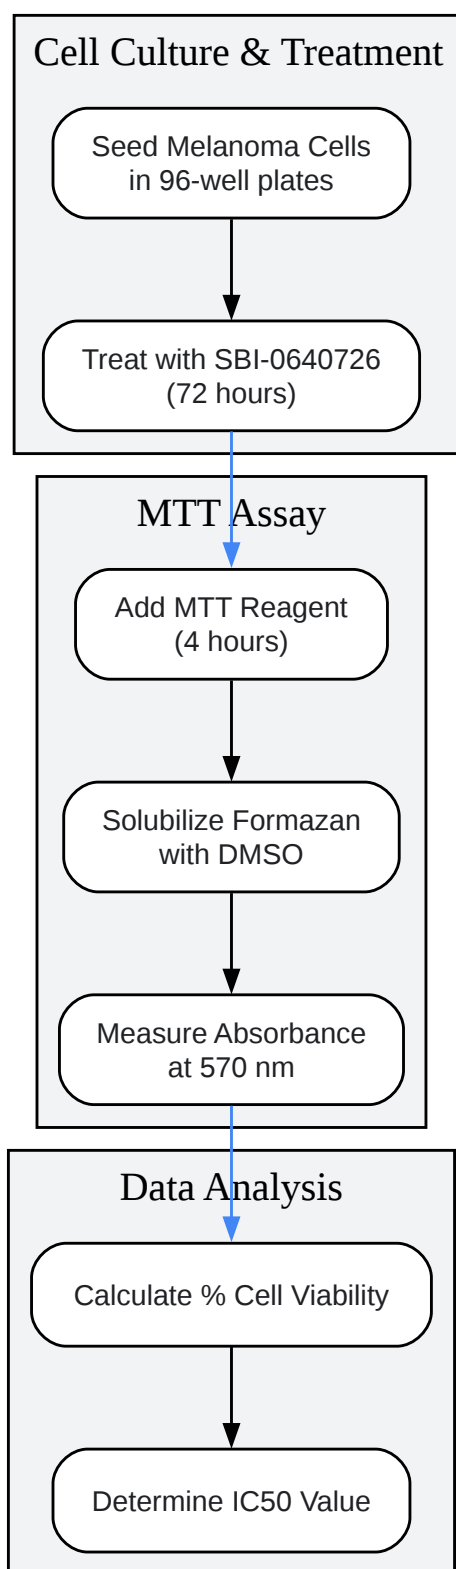 Cell Culture & Treatment
Seed Melanoma Cells
in 96-well plates
Treat with SBI-0640726
(72 hours)
MTT Assay
Add MTT Reagent
(4 hours)
Solubilize Formazan
with DMSO
Measure Absorbance
at 570 nm
Data Analysis
Calculate % Cell Viability
Determine IC50 Value